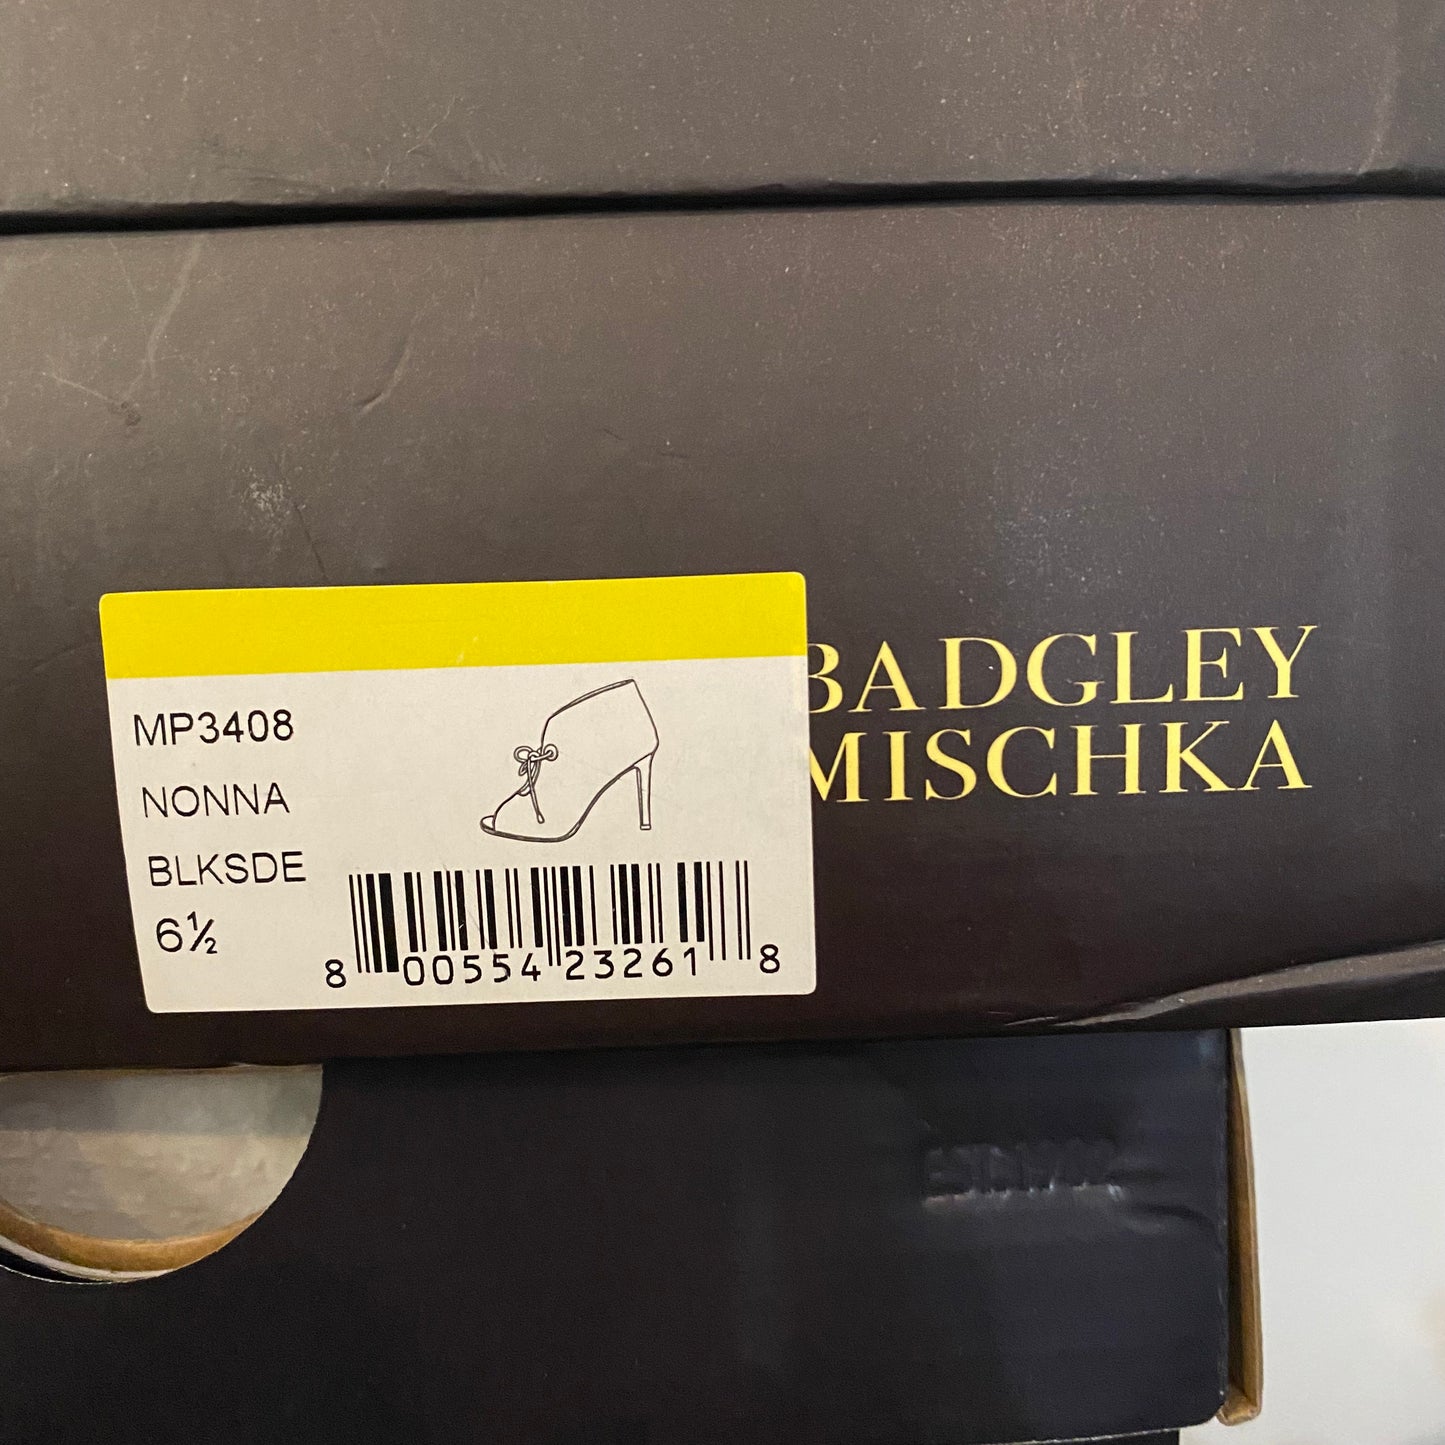 MP3408
NONNA
BLKSDE
6½
8 00554 23261 8
BADGLEY
MISCHKA